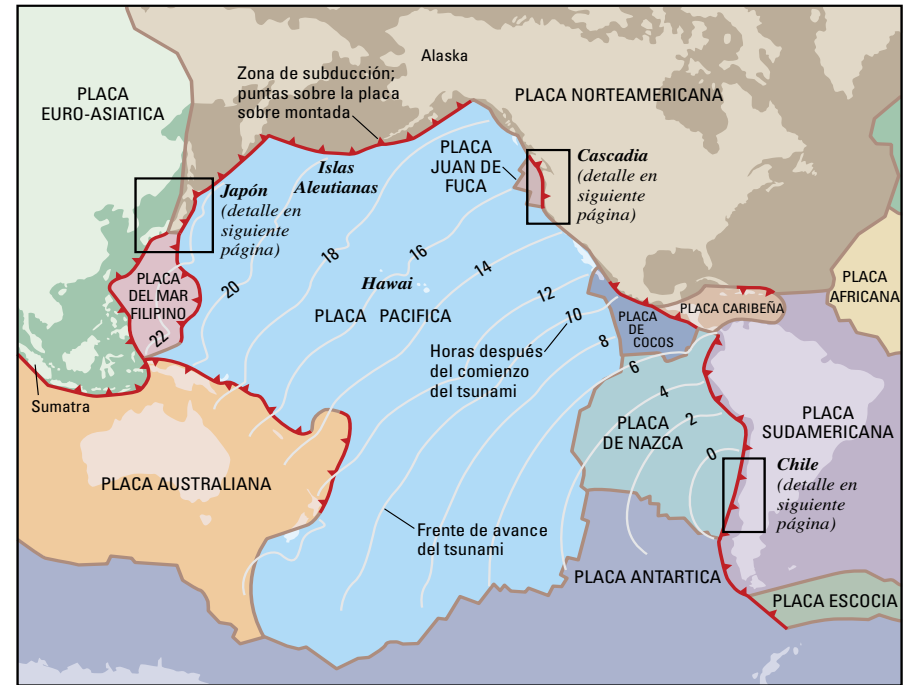 Alaska
Zona de subducción;
puntas sobre la placa
sobre montada
PLACA
EURO-ASIATICA
PLACA NORTEAMERICANA
PLACA
JUAN DE
FUCA
Cascadia
(detalle en
siguiente
página)
Islas
Aleutianas
Japón
(detalle en
siguiente
página)
PLACA
DEL MAR
FILIPINO
22
20
18
16
14
12
10
8
6
4
2
0
Hawai
PLACA PACIFICA
Horas después
del comienzo
del tsunami
PLACA
DE
COCOS
PLACA CARIBEÑA
PLACA
AFRICANA
Sumatra
PLACA
DE NAZCA
PLACA
SUDAMERICANA
Chile
(detalle en
siguiente
página)
PLACA AUSTRALIANA
Frente de avance
del tsunami
PLACA ANTARTICA
PLACA ESCOCIA